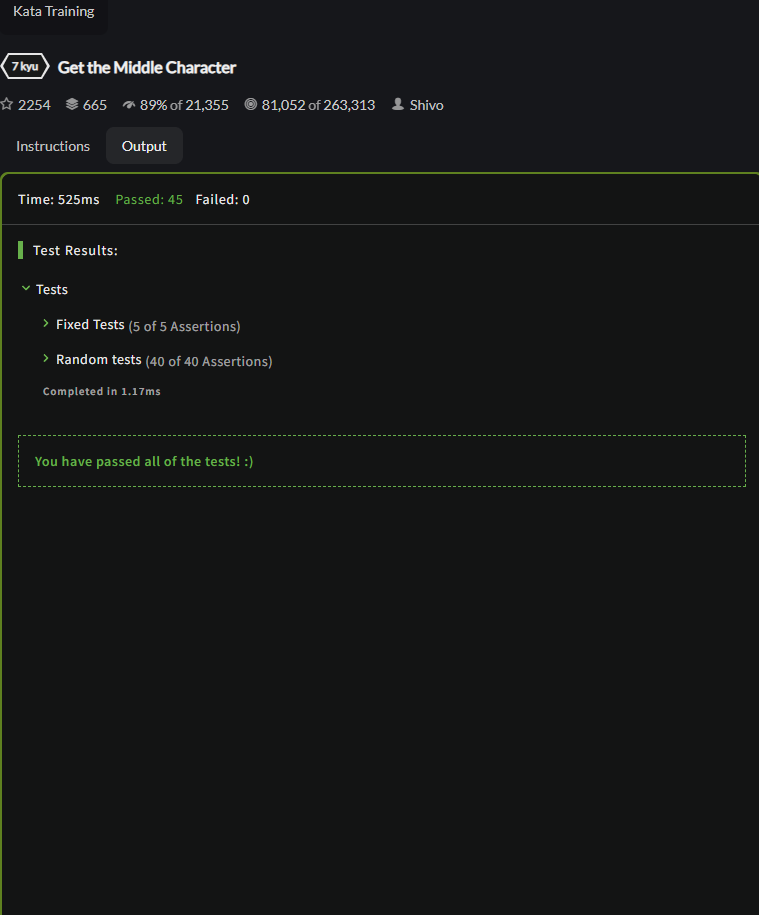 Kata Training
7 kyu Get the Middle Character
2254 665 89% of 21,355 81,052 of 263,313 Shivo
Instructions Output
Time: 525ms Passed: 45 Failed: 0
Test Results:
Tests
Fixed Tests (5 of 5 Assertions)
Random tests (40 of 40 Assertions)
Completed in 1.17ms
You have passed all of the tests! :)